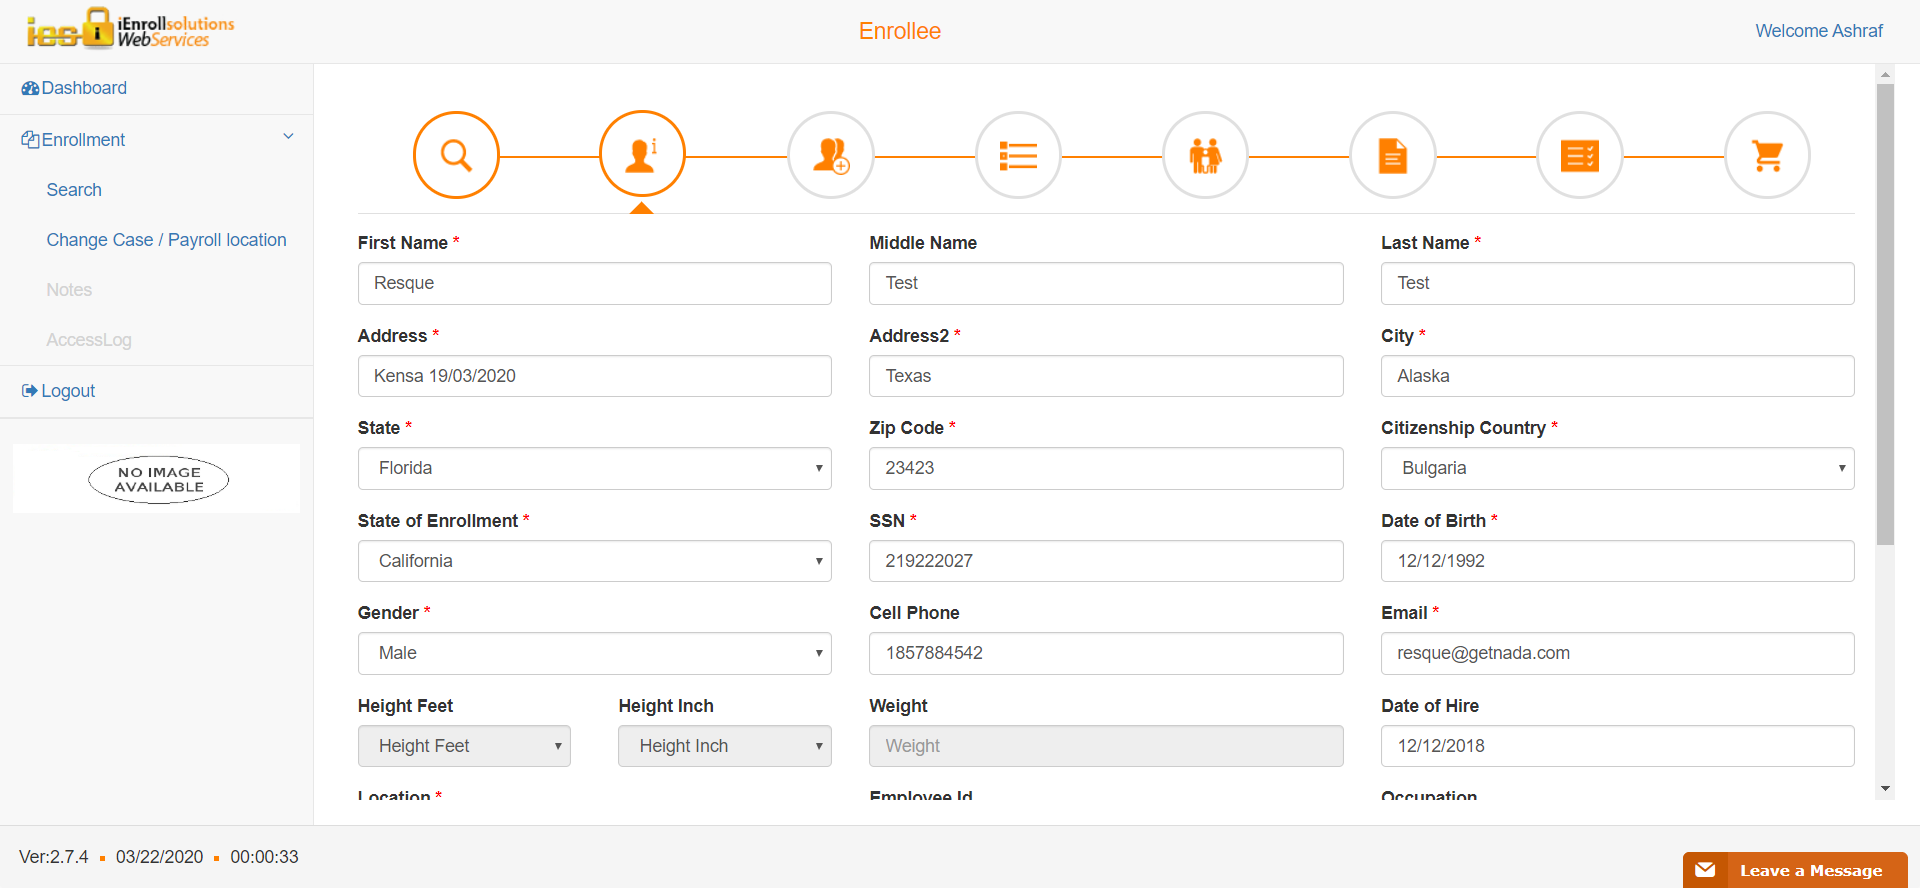 ies i iEnrollsolutions
WebServices
Enrollee
Welcome Ashraf
Dashboard
Enrollment
Search
Change Case / Payroll location
Notes
AccessLog
Logout
NO IMAGE
AVAILABLE
First Name *
Middle Name
Last Name *
Resque
Test
Test
Address *
Address2 *
City *
Kensa 19/03/2020
Texas
Alaska
State *
Zip Code *
Citizenship Country *
Florida
23423
Bulgaria
State of Enrollment *
SSN *
Date of Birth *
California
219222027
12/12/1992
Gender *
Cell Phone
Email *
Male
1857884542
resque@getnada.com
Height Feet
Height Inch
Weight
Date of Hire
Height Feet
Height Inch
Weight
12/12/2018
Location *
Employee Id
Occupation
Ver:2.7.4 ▪ 03/22/2020 ▪ 00:00:33
Leave a Message